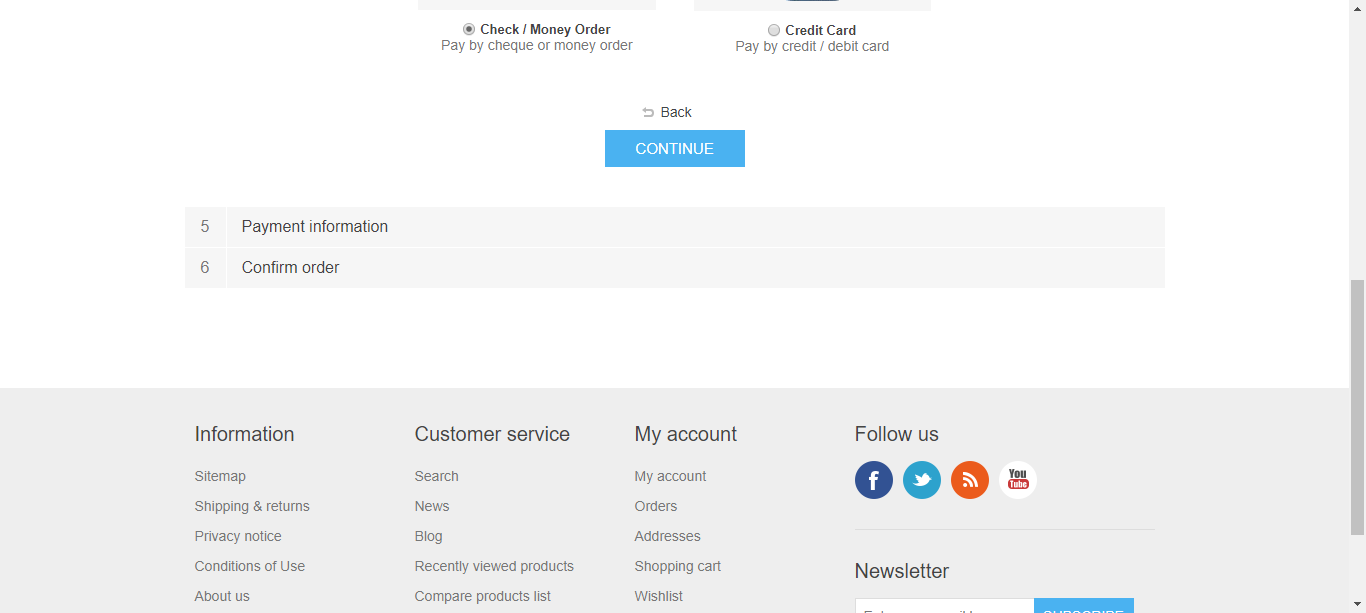 Check / Money Order
Pay by cheque or money order
Credit Card
Pay by credit / debit card
Back
CONTINUE
5 Payment information
6 Confirm order
Information
Sitemap
Shipping & returns
Privacy notice
Conditions of Use
About us
Customer service
Search
News
Blog
Recently viewed products
Compare products list
My account
My account
Orders
Addresses
Shopping cart
Wishlist
Follow us
You
Tube
Newsletter
SUBSCRIBE